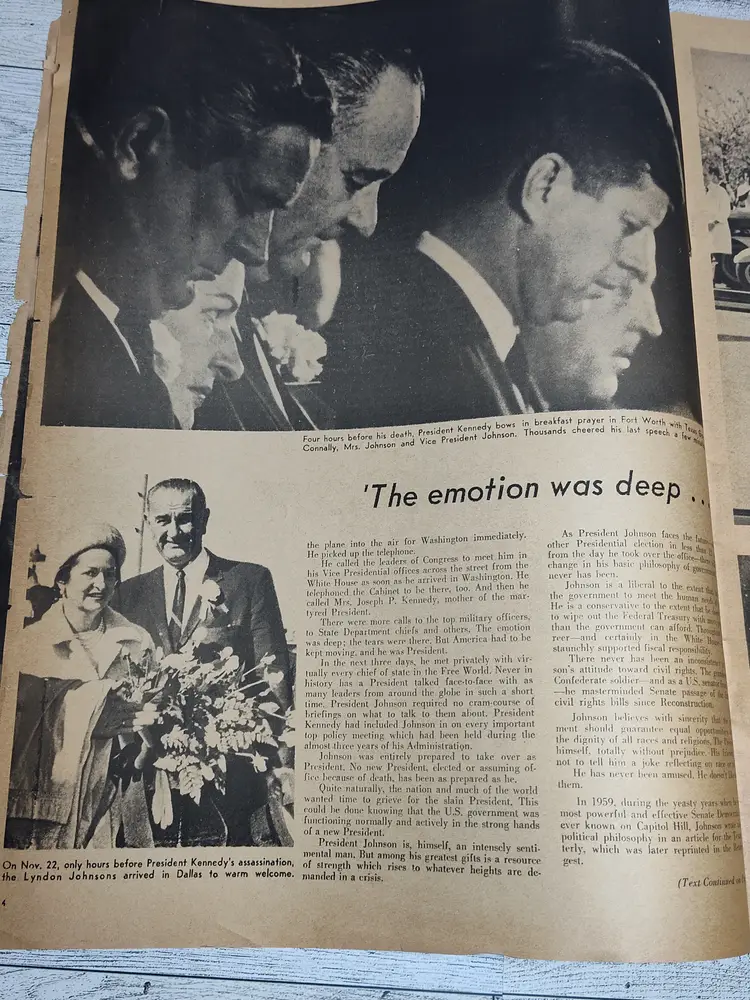 Four hours before his death, President Kennedy bows in breakfast prayer in Fort Worth with Texas
Connally, Mrs. Johnson and Vice President Johnson. Thousands cheered his last speech a few
'The emotion was deep . .
the plane into the air for Washington immediately.
He picked up the telephone.
He called the leaders of Congress to meet him in
his Vice Presidential offices across the street from the
White House as soon as he arrived in Washington. He
telephoned the Cabinet to be there, too. And then he
called Mrs. Joseph P. Kennedy, mother of the mar-
tyred President.
There were more calls to the top military officers,
to State Department chiefs and others. The emotion
was deep; the tears were there. But America had to be
kept moving, and he was President.
In the next three days, he met privately with vir-
tually every chief of state in the Free World. Never in
history has a President talked face-to-face with as
many leaders from around the globe in such a short
time. President Johnson required no cram-course of
briefings on what to talk to them about. President
Kennedy had included Johnson in on every important
top policy meeting which had been held during the
almost three years of his Administration.
Johnson was entirely prepared to take over as
President. No new President, elected or assuming of-
fice because of death, has been as prepared as he.
Quite naturally, the nation and much of the world
wanted time to grieve for the slain President. This
could be done knowing that the U.S. government was
functioning normally and actively in the strong hands
of a new President.
President Johnson is, himself, an intensely senti-
mental man. But among his greatest gifts is a resource
of strength which rises to whatever heights are de-
manded in a crisis.
As President Johnson faces the
other Presidential election in less
from the day he took over the office
change in his basic philosophy of government
never has been.
Johnson is a liberal to the extent
the government to meet the human
He is a conservative to the extent that he
to wipe out the Federal Treasury with
than the government can afford.
reer—and certainly in the White House
staunchly supported fiscal responsibility.
There never has been an
son's attitude toward civil rights. The
Confederate soldier—and as a U.S.
—he masterminded Senate passage of
civil rights bills since Reconstruction.
Johnson believes with sincerity that
ment should guarantee equal
the dignity of all races and religions.
himself, totally without prejudice. His
not to tell him a joke reflecting on race
He has never been amused. He doesn't
them.
In 1959, during the yeasty years when
most powerful and effective Senate
ever known on Capitol Hill, Johnson
political philosophy in an article for the
terly, which was later reprinted in the
gest.
(Text Continued on
On Nov. 22, only hours before President Kennedy's assassination,
the Lyndon Johnsons arrived in Dallas to warm welcome.
4